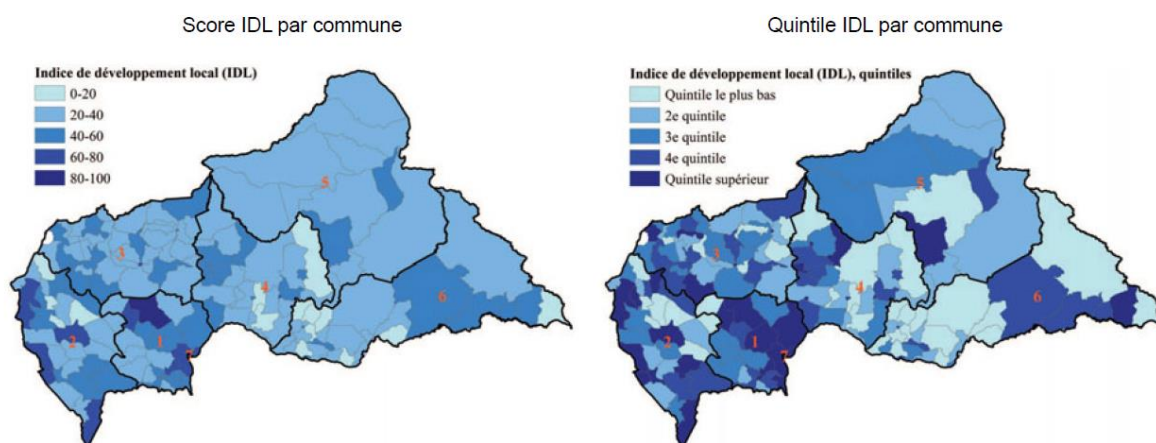 Score IDL par commune
Indice de développement local (IDL)
0-20
20-40
40-60
60-80
80-100
5
3
4
6
2
1
7
Quintile IDL par commune
Indice de développement local (IDL), quintiles
Quintile le plus bas
2e quintile
3e quintile
4e quintile
Quintile supérieur
5
3
4
6
2
1
7